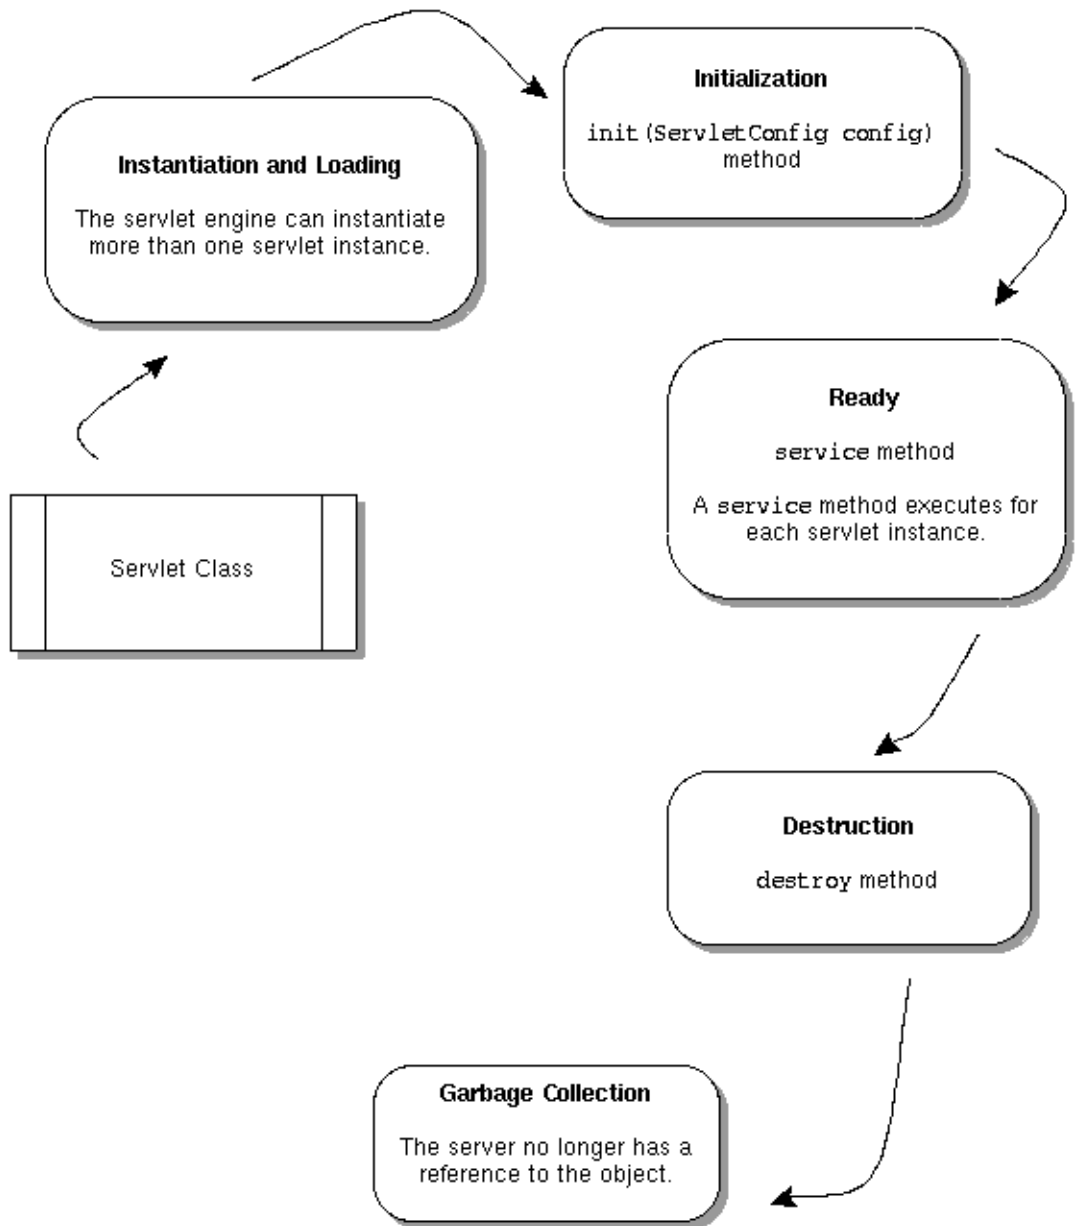 Initialization
init(ServletConfig config)
method
Instantiation and Loading
The servlet engine can instantiate
more than one servlet instance.
Ready
service method
A service method executes for
each servlet instance.
Servlet Class
Destruction
destroy method
Garbage Collection
The server no longer has a
reference to the object.